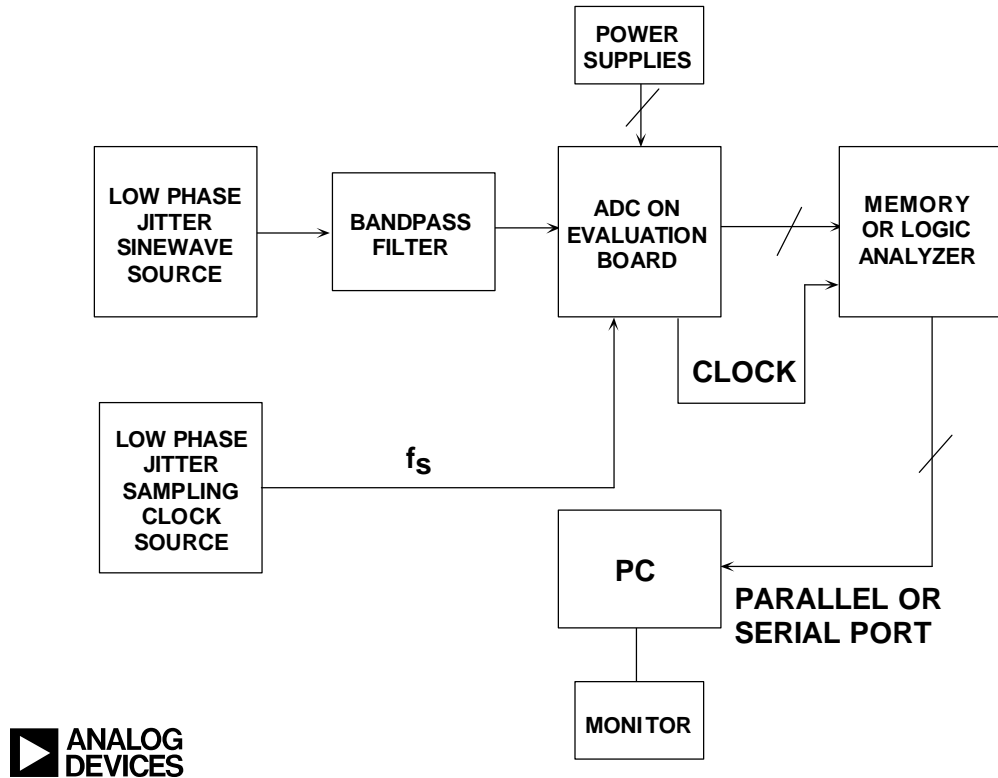 POWER
SUPPLIES
LOW PHASE
JITTER
SINEWAVE
SOURCE
BANDPASS
FILTER
ADC ON
EVALUATION
BOARD
MEMORY
OR LOGIC
ANALYZER
CLOCK
LOW PHASE
JITTER
SAMPLING
CLOCK
SOURCE
fs
PC
PARALLEL OR
SERIAL PORT
MONITOR
ANALOG
DEVICES